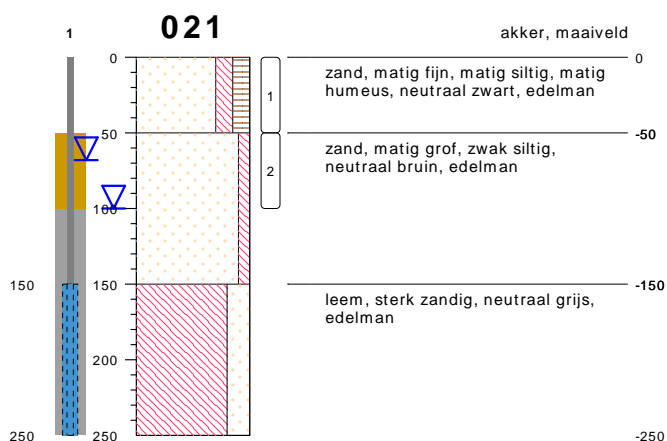 1
021
akker, maaiveld
0
0
zand, matig fijn, matig siltig, matig
humeus, neutraal zwart, edelman
1
50
-50
zand, matig grof, zwak siltig,
neutraal bruin, edelman
2
100
150
150
-150
leem, sterk zandig, neutraal grijs,
edelman
200
250
250
-250